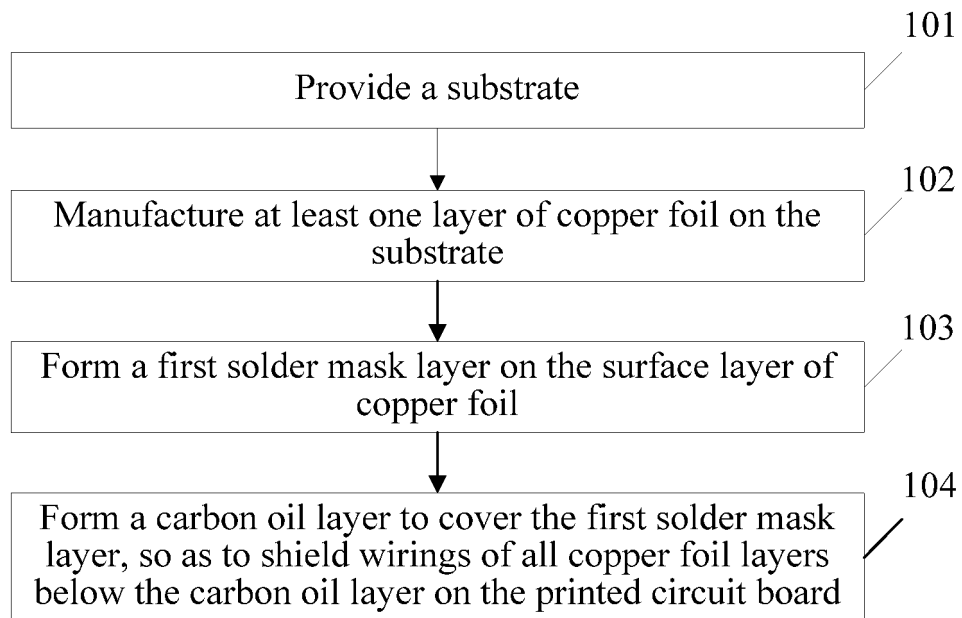 101
Provide a substrate
102
Manufacture at least one layer of copper foil on the
substrate
103
Form a first solder mask layer on the surface layer of
copper foil
104
Form a carbon oil layer to cover the first solder mask
layer, so as to shield wirings of all copper foil layers
below the carbon oil layer on the printed circuit board